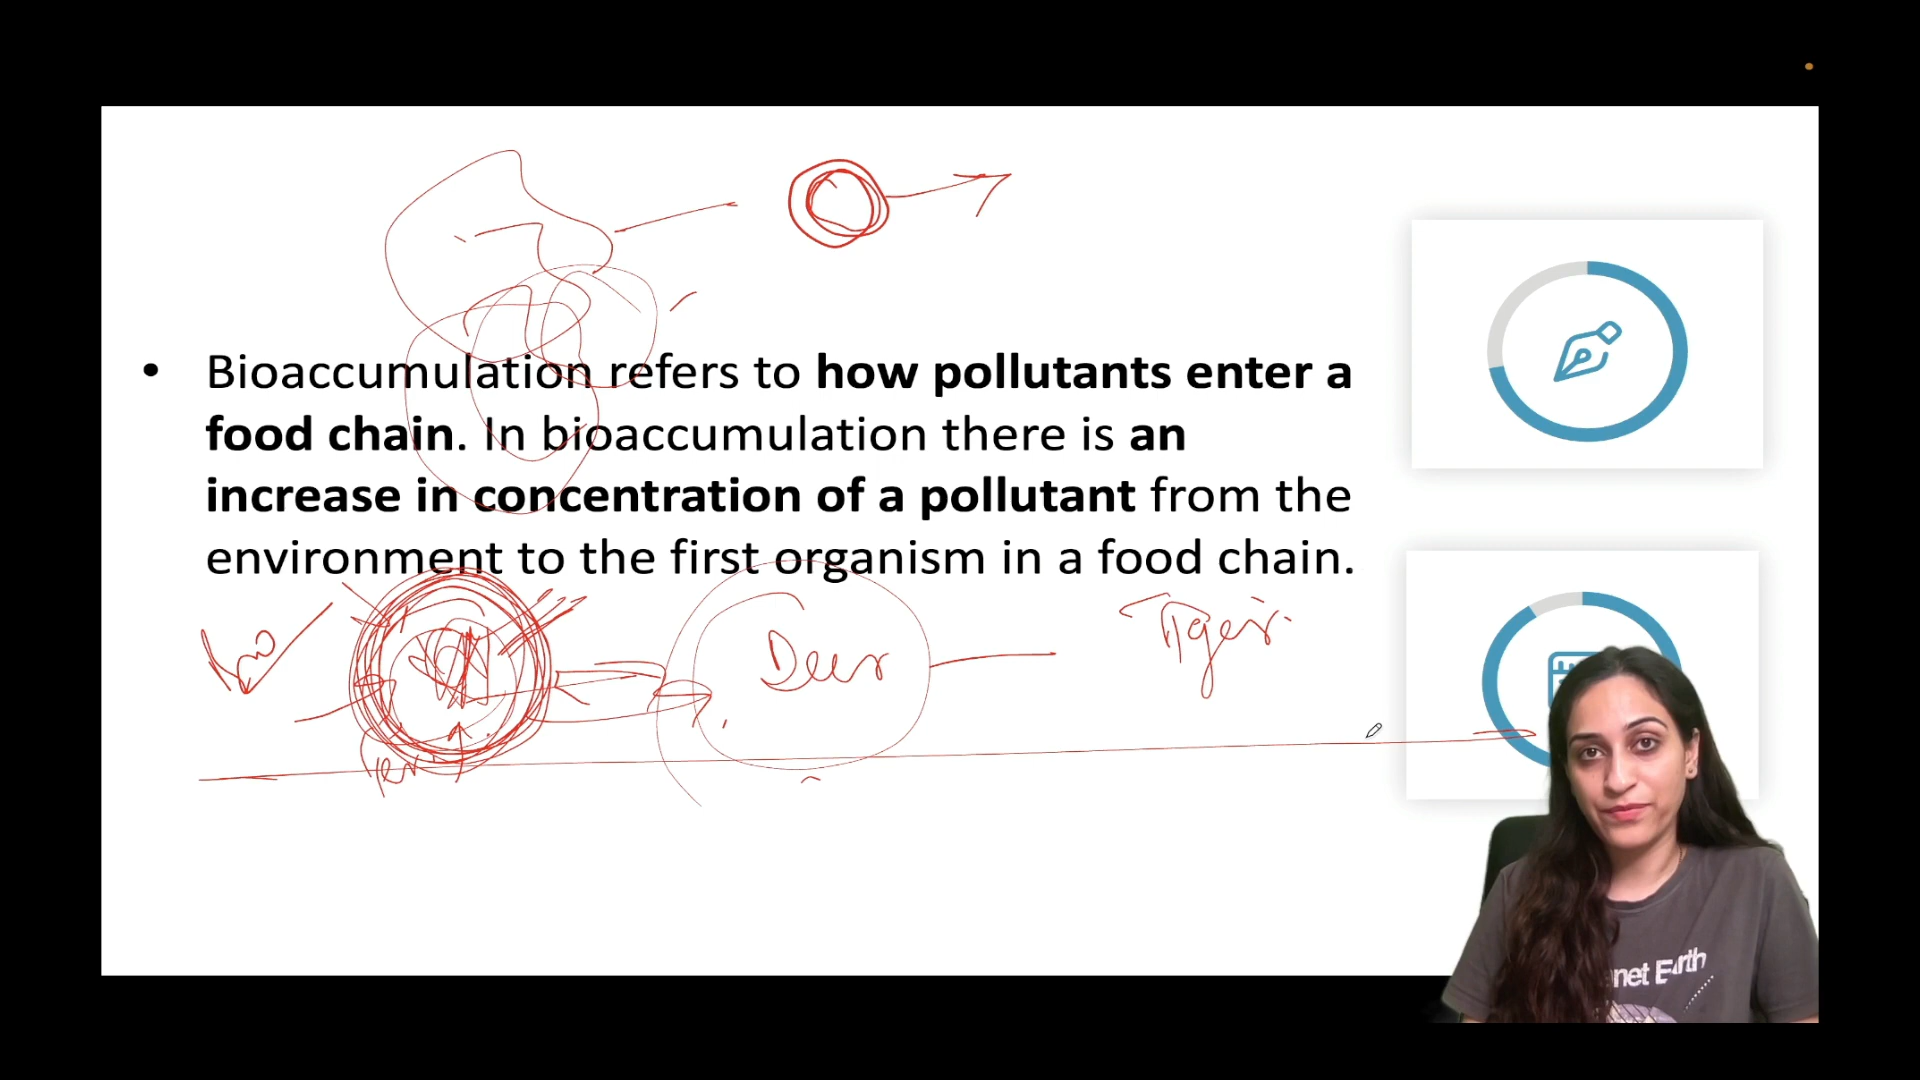 • Bioaccumulation refers to how pollutants enter a
food chain. In bioaccumulation there is an
increase in concentration of a pollutant from the
environment to the first organism in a food chain.
Deer
Tiger
net Earth